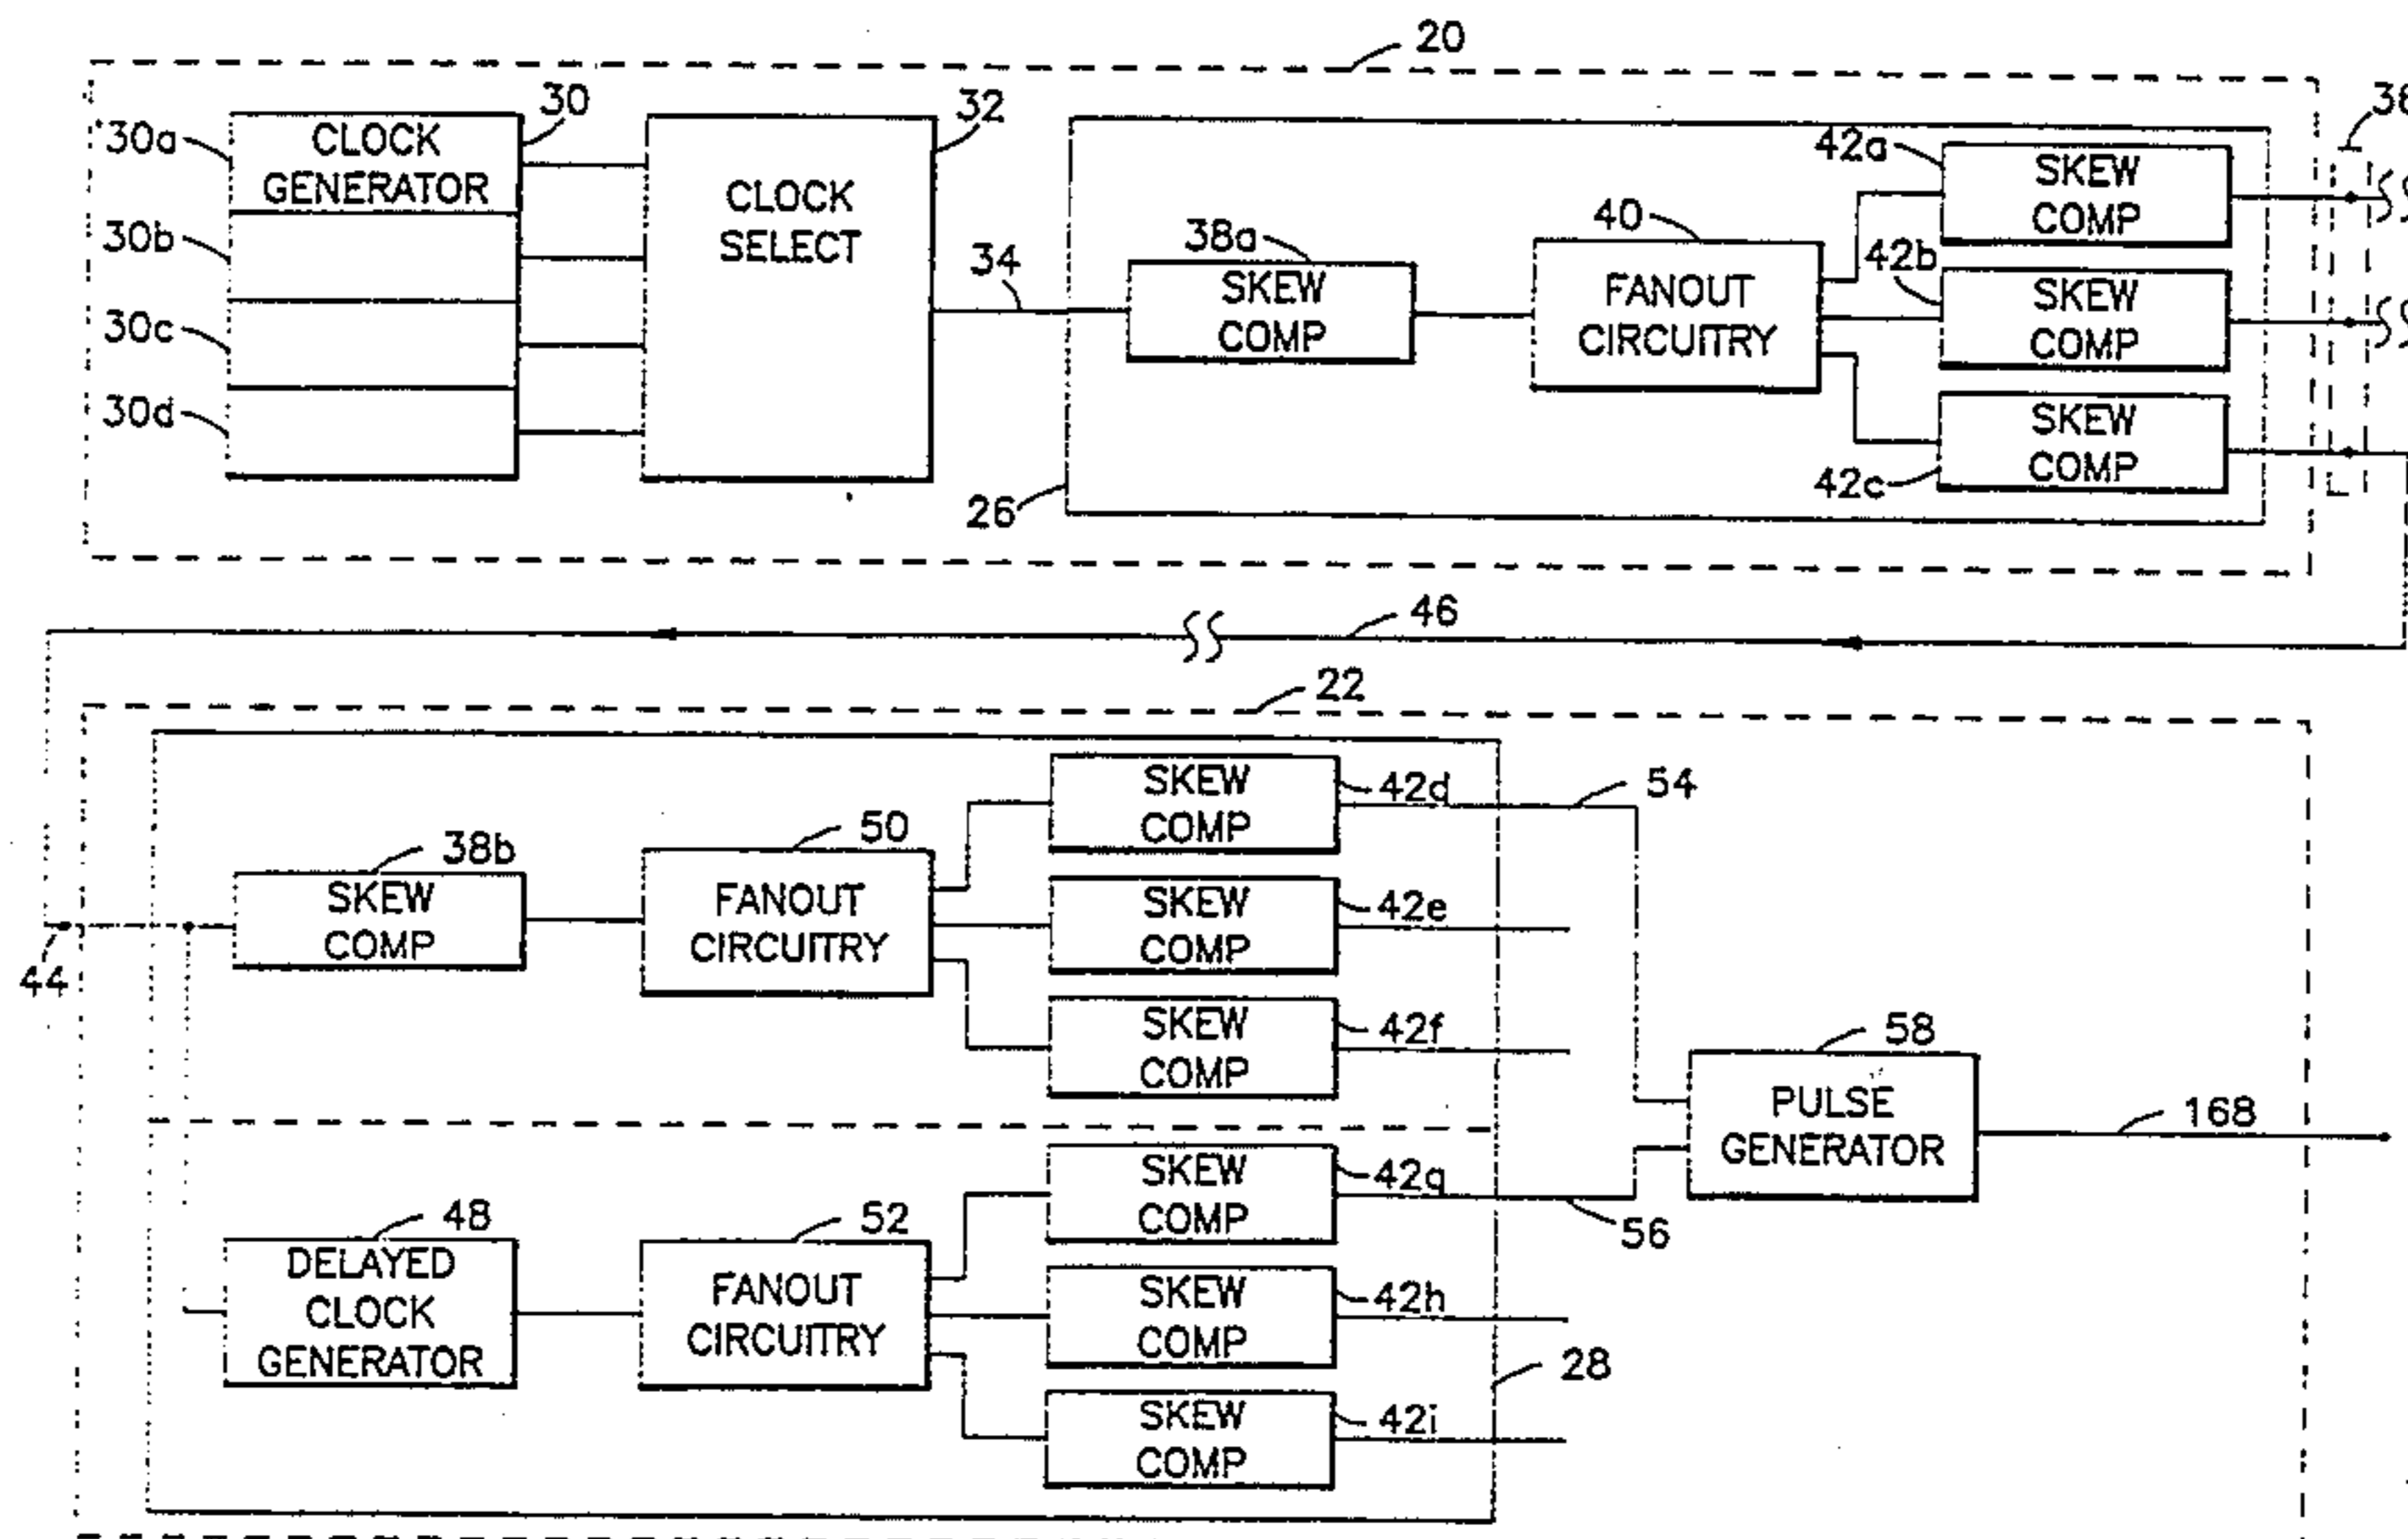 20
30
32
30a
CLOCK
GENERATOR
30b
30c
30d
CLOCK
SELECT
34
26
38a
SKEW
COMP
40
FANOUT
CIRCUITRY
42a
SKEW
COMP
42b
SKEW
COMP
42c
SKEW
COMP
46
22
44
38b
SKEW
COMP
50
FANOUT
CIRCUITRY
SKEW
COMP
42d
54
SKEW
COMP
42e
SKEW
COMP
42f
58
PULSE
GENERATOR
168
48
DELAYED
CLOCK
GENERATOR
52
FANOUT
CIRCUITRY
SKEW
COMP
42g
56
SKEW
COMP
42h
28
SKEW
COMP
42i